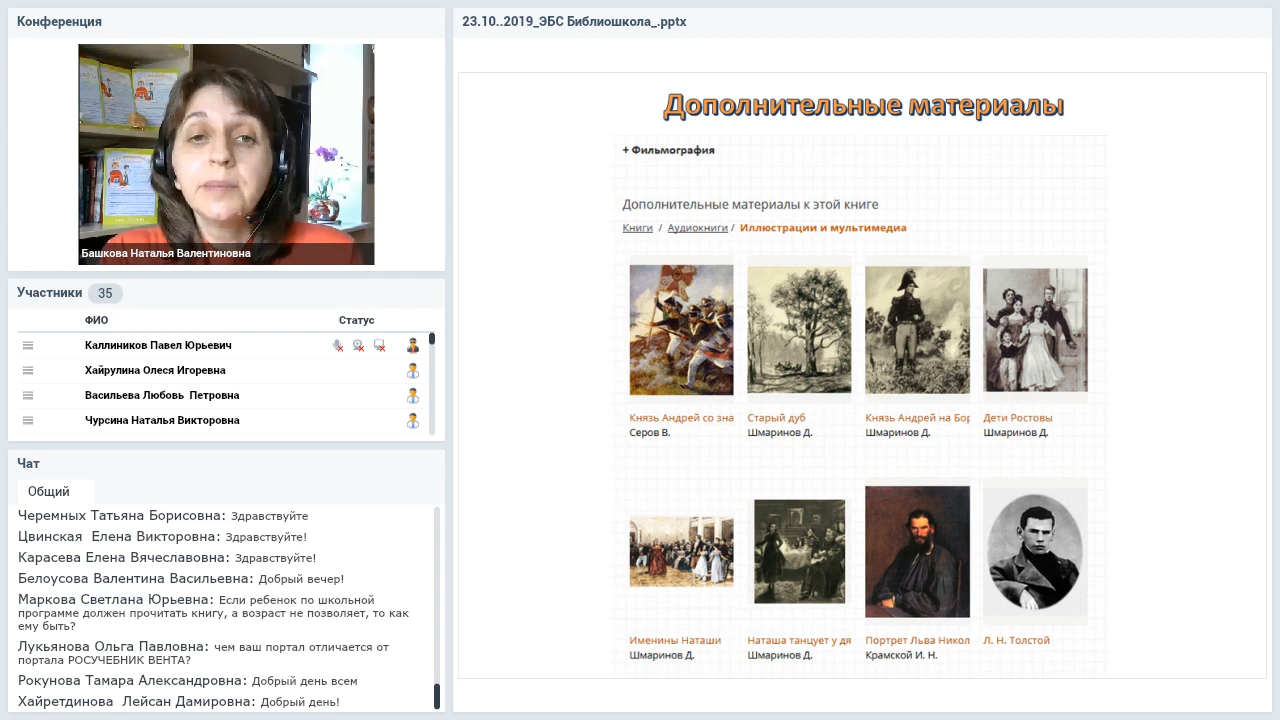 Конференция
Башкова Наталья Валентиновна
Участники 35
ФИО Статус
Каллиников Павел Юрьевич
Хайрулина Олеся Игоревна
Васильева Любовь Петровна
Чурсина Наталья Викторовна
Чат
Общий
Черемных Татьяна Борисовна: Здравствуйте
Цвинская Елена Викторовна: Здравствуйте!
Карасева Елена Вячеславовна: Здравствуйте!
Белоусова Валентина Васильевна: Добрый вечер!
Маркова Светлана Юрьевна: Если ребенок по школьной
программе должен прочитать книгу, а возраст не позволяет, то как
ему быть?
Лукьянова Ольга Павловна: чем ваш портал отличается от
портала РОСУЧЕБНИК ВЕНТА?
Рокунова Тамара Александровна: Добрый день всем
Хайретдинова Лейсан Дамировна: Добрый день!
23.10..2019_ЭБС Библиошкола_.pptx
Дополнительные материалы
+ Фильмография
Дополнительные материалы к этой книге
Книги / Аудиокниги / Иллюстрации и мультимедиа
Князь Андрей со зна
Серов В.
Старый дуб
Шмаринов Д.
Князь Андрей на Бор
Шмаринов Д.
Дети Ростовы
Шмаринов Д.
Именины Наташи
Шмаринов Д.
Наташа танцует у дя
Шмаринов Д.
Портрет Льва Никол
Крамской И. Н.
Л. Н. Толстой